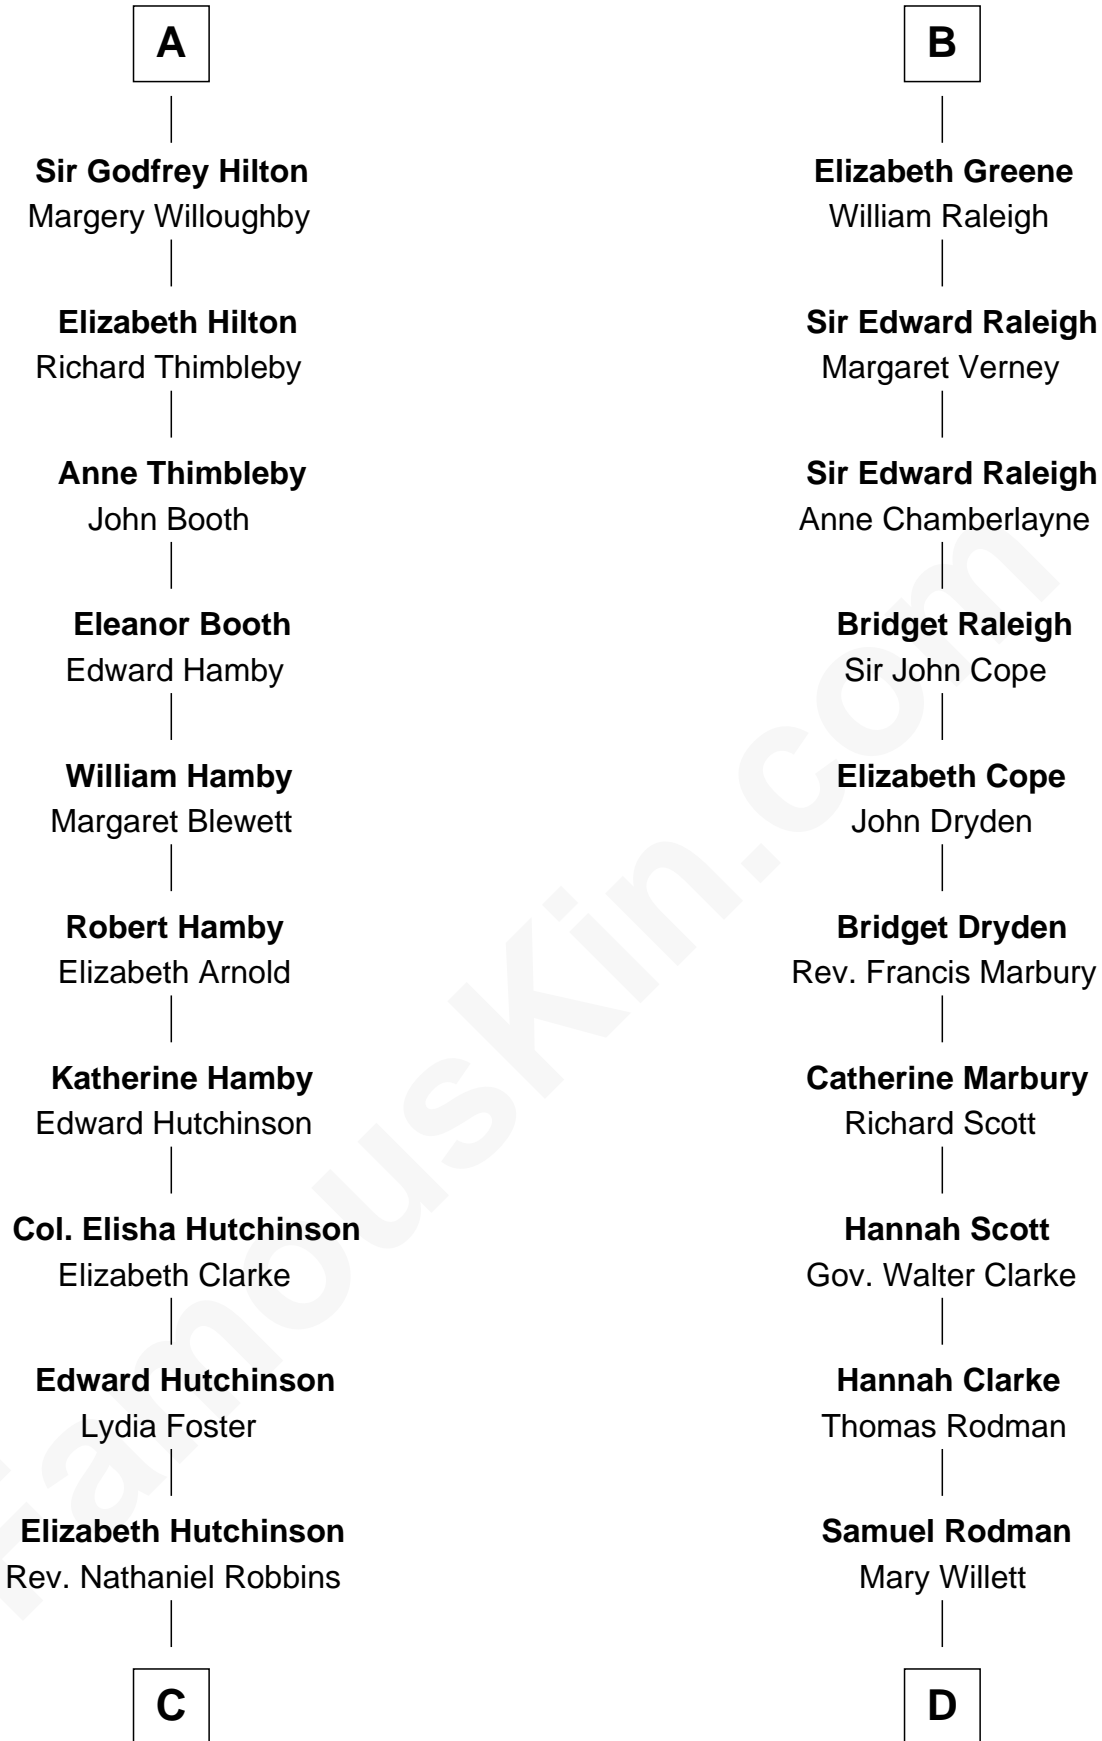 A
Sir Godfrey Hilton
Margery Willoughby
Elizabeth Hilton
Richard Thimbleby
Anne Thimbleby
John Booth
Eleanor Booth
Edward Hamby
William Hamby
Margaret Blewett
Robert Hamby
Elizabeth Arnold
Katherine Hamby
Edward Hutchinson
Col. Elisha Hutchinson
Elizabeth Clarke
Edward Hutchinson
Lydia Foster
Elizabeth Hutchinson
Rev. Nathaniel Robbins
C
B
Elizabeth Greene
William Raleigh
Sir Edward Raleigh
Margaret Verney
Sir Edward Raleigh
Anne Chamberlayne
Bridget Raleigh
Sir John Cope
Elizabeth Cope
John Dryden
Bridget Dryden
Rev. Francis Marbury
Catherine Marbury
Richard Scott
Hannah Scott
Gov. Walter Clarke
Hannah Clarke
Thomas Rodman
Samuel Rodman
Mary Willett
D
FamousKin.com